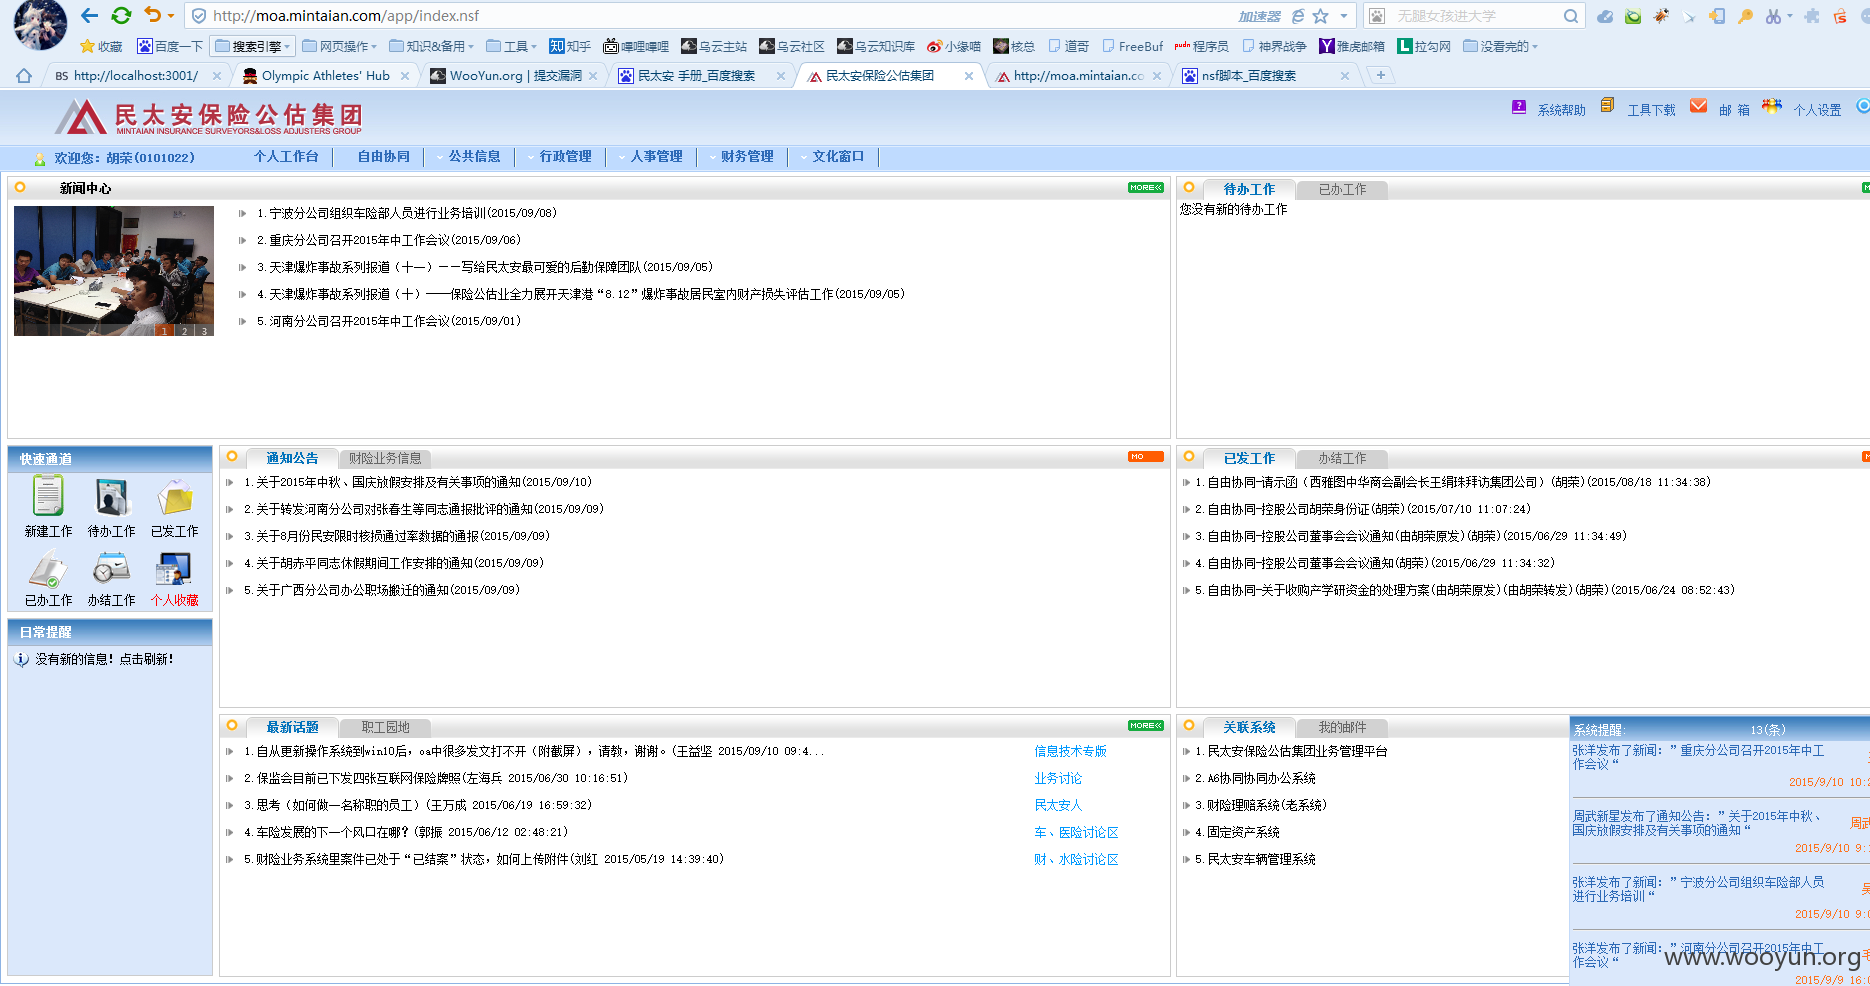 http://moa.mintaian.com/app/index.nsf
加速器
无腿女孩进大学
收藏
百度一下
搜索引擎
网页操作
知识&备用
工具
知乎
哔哩哔哩
乌云主站
乌云社区
乌云知识库
小缘喵
核总
道哥
FreeBuf
程序员
神界战争
雅虎邮箱
拉勾网
没看完的
BS http://localhost:3001/
Olympic Athletes' Hub
WooYun.org | 提交漏洞
民太安 手册_百度搜索
民太安保险公估集团
http://moa.mintaian.co
nsf脚本_百度搜索
民太安保险公估集团
MINTAIAN INSURANCE SURVEYORS&LOSS ADJUSTERS GROUP
系统帮助
工具下载
邮 箱
个人设置
欢迎您：胡荣(0101022)
个人工作台
自由协同
公共信息
行政管理
人事管理
财务管理
文化窗口
新闻中心
MORE
1.宁波分公司组织车险部人员进行业务培训(2015/09/08)
2.重庆分公司召开2015年中工作会议(2015/09/06)
3.天津爆炸事故系列报道（十一）－－写给民太安最可爱的后勤保障团队(2015/09/05)
4.天津爆炸事故系列报道（十）——保险公估业全力展开天津港“8.12”爆炸事故居民室内财产损失评估工作(2015/09/05)
5.河南分公司召开2015年中工作会议(2015/09/01)
1 2 3
待办工作
已办工作
您没有新的待办工作
快速通道
新建工作
待办工作
已发工作
已办工作
办结工作
个人收藏
日常提醒
没有新的信息！点击刷新！
通知公告
财险业务信息
MO
1.关于2015年中秋、国庆放假安排及有关事项的通知(2015/09/10)
2.关于转发河南分公司对张春生等同志通报批评的通知(2015/09/09)
3.关于8月份民安限时核损通过率数据的通报(2015/09/09)
4.关于胡赤平同志休假期间工作安排的通知(2015/09/09)
5.关于广西分公司办公职场搬迁的通知(2015/09/09)
已发工作
办结工作
1.自由协同-请示函（西雅图中华商会副会长王绢珠拜访集团公司）(胡荣)(2015/08/18 11:34:38)
2.自由协同-控股公司胡荣身份证(胡荣)(2015/07/10 11:07:24)
3.自由协同-控股公司董事会会议通知(由胡荣原发)(胡荣)(2015/06/29 11:34:49)
4.自由协同-控股公司董事会会议通知(胡荣)(2015/06/29 11:34:32)
5.自由协同-关于收购产学研资金的处理方案(由胡荣原发)(由胡荣转发)(胡荣)(2015/06/24 08:52:43)
最新话题
职工园地
MORE
1.自从更新操作系统到win10后，oa中很多发文打不开（附截屏），请教，谢谢。(王益坚 2015/09/10 09:4...
信息技术专版
2.保监会目前已下发四张互联网保险牌照(左海兵 2015/06/30 10:16:51)
业务讨论
3.思考（如何做一名称职的员工）(王万成 2015/06/19 16:59:32)
民太安人
4.车险发展的下一个风口在哪？(郭振 2015/06/12 02:48:21)
车、医险讨论区
5.财险业务系统里案件已处于“已结案”状态，如何上传附件(刘红 2015/05/19 14:39:40)
财、水险讨论区
关联系统
我的邮件
1.民太安保险公估集团业务管理平台
2.A6协同协同办公系统
3.财险理赔系统(老系统)
4.固定资产系统
5.民太安车辆管理系统
系统提醒： 13(条)
张洋发布了新闻：”重庆分公司召开2015年中工
作会议“
2015/9/10 10:2
周武新星发布了通知公告：”关于2015年中秋、
国庆放假安排及有关事项的通知“
周武
2015/9/10 9:
张洋发布了新闻：”宁波分公司组织车险部人员
进行业务培训“
2015/9/10 9:
张洋发布了新闻：”河南分公司召开2015年中工
作会议“
2015/9/9 16:
www.wooyun.org